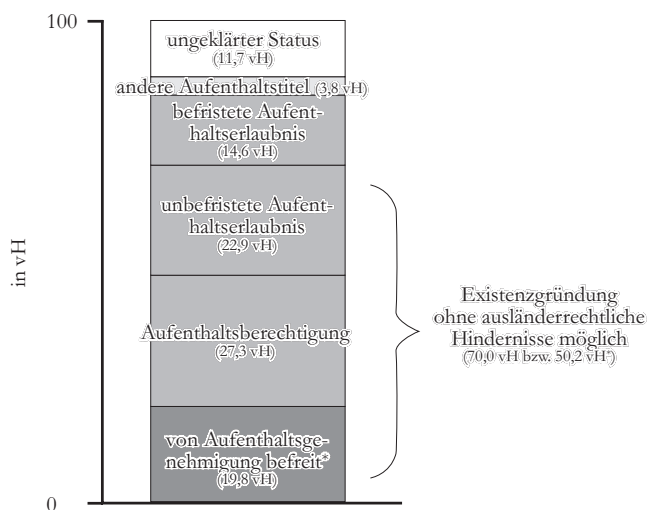 100
ungeklärter Status
(11,7 vH)
andere Aufenthaltstitel (3,8 vH)
befristete Aufent-
haltserlaubnis
(14,6 vH)
unbefristete Aufent-
haltserlaubnis
(22,9 vH)
in vH
Aufenthaltsberechtigung
(27,3 vH)
Existenzgründung
ohne ausländerrechtliche
Hindernisse möglich
(70,0 vH bzw. 50,2 vH*)
von Aufenthaltsge-
nehmigung befreit*
(19,8 vH)
0